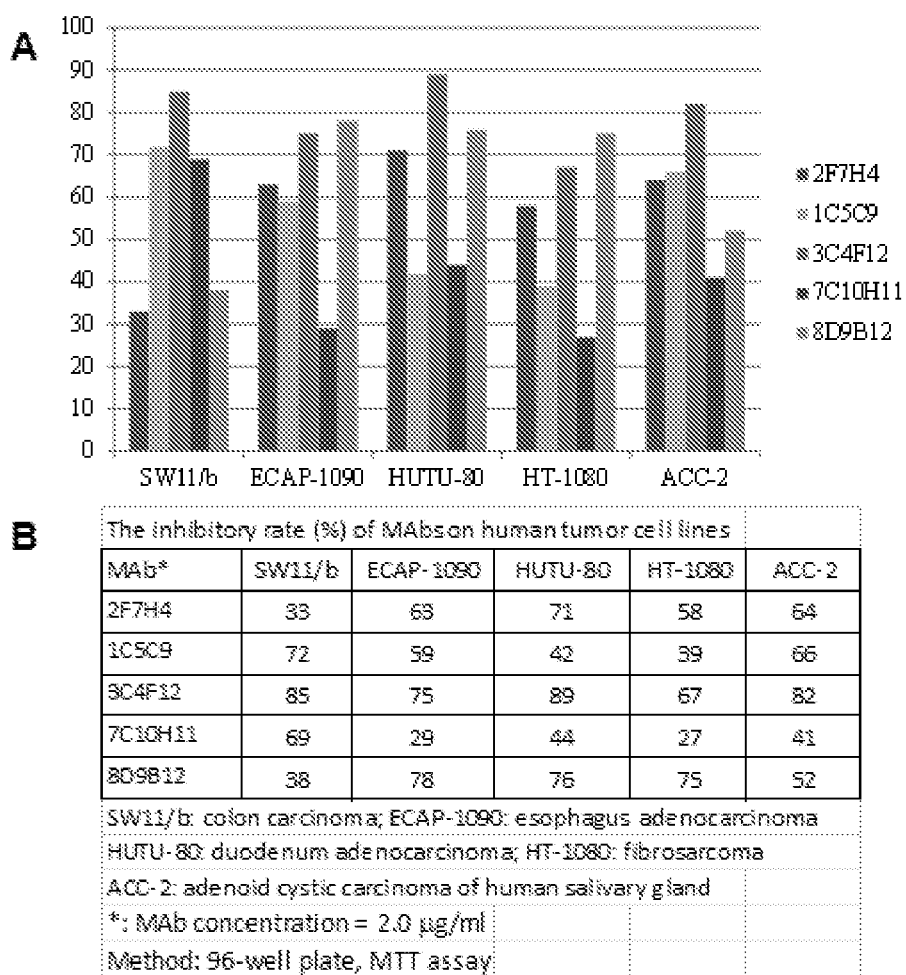 A
100
90
80
70
60
50
40
30
20
10
0
SW11/b ECAP-1090 HUTU-80 HT-1080 ACC-2
2F7H4
1C5C9
3C4F12
7C10H11
8D9B12
B
The inhibitory rate (%) of MAbs on human tumor cell lines
MAb* SW11/b ECAP-1090 HUTU-80 HT-1080 ACC-2
2F7H4 33 63 71 58 64
1C5C9 72 59 42 39 66
3C4F12 85 75 89 67 82
7C10H11 69 29 44 27 41
8D9B12 38 78 76 75 52
SW11/b: colon carcinoma; ECAP-1090: esophagus adenocarcinoma
HUTU-80: duodenum adenocarcinoma; HT-1080: fibrosarcoma
ACC-2: adenoid cystic carcinoma of human salivary gland
*: MAb concentration = 2.0 µg/ml
Method: 96-well plate, MTT assay